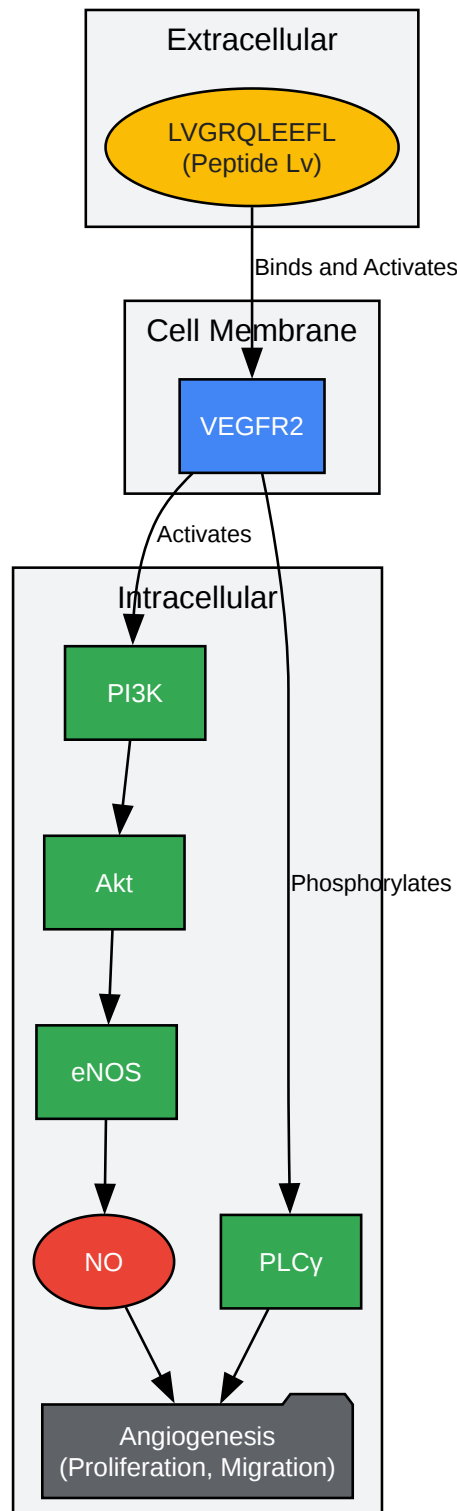 Extracellular
LVGRQLEEFL
(Peptide Lv)
Binds and Activates
Cell Membrane
VEGFR2
Activates
Intracellular
PI3K
Akt
Phosphorylates
eNOS
NO
PLCγ
Angiogenesis
(Proliferation, Migration)